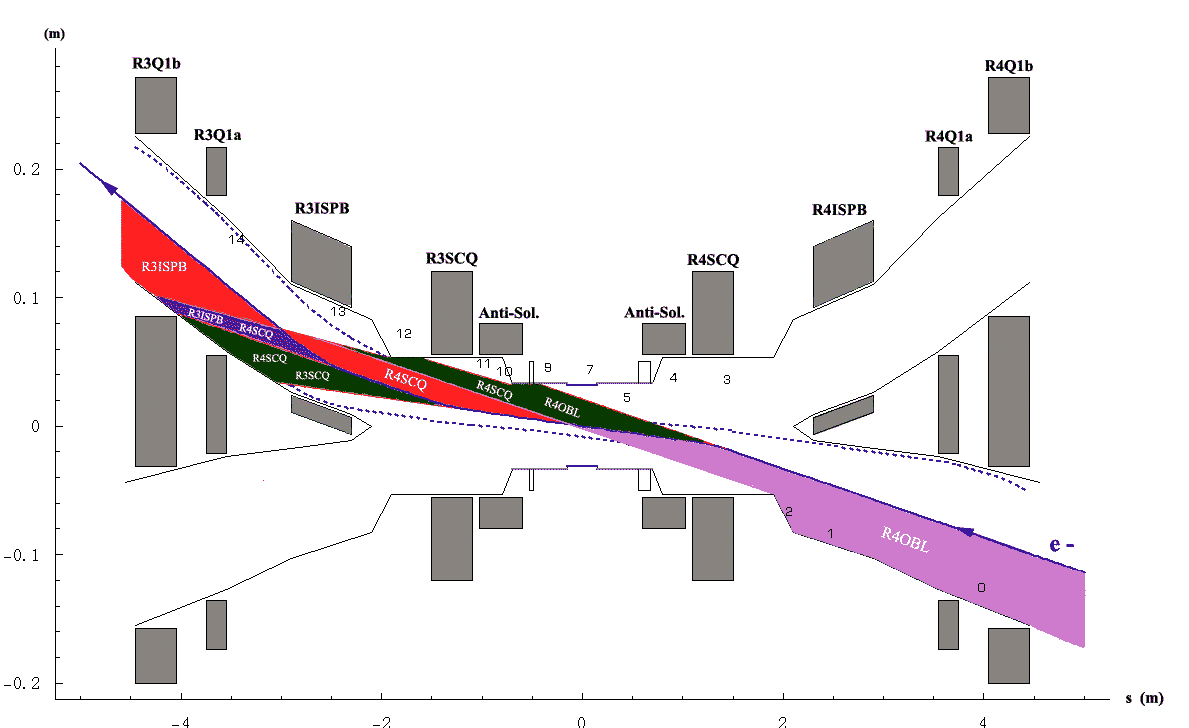 (m)
R3Q1b
R4Q1b
R3Q1a
R4Q1a
0.2
R3ISPB
R4ISPB
14
R3SCQ
R4SCQ
R3ISPB
0.1
13
Anti-Sol.
Anti-Sol.
R3ISPB
R4SCQ
12
R4SCQ
11
10
9
7
4
3
R3SCQ
R4SCQ
R4SCQ
R4OBL
5
0
2
1
R4OBL
e -
-0.1
0
-0.2
s (m)
-4
-2
0
2
4